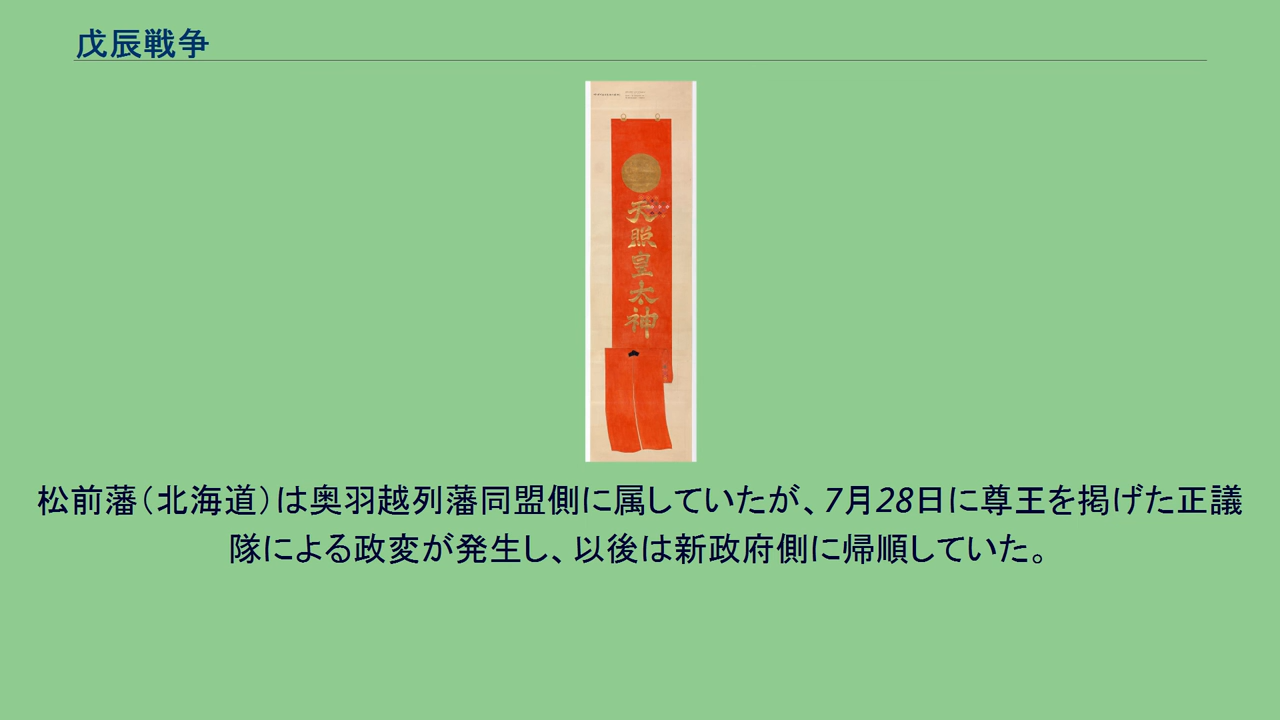 戊辰戦争
天照皇太神
松前藩（北海道）は奥羽越列藩同盟側に属していたが、7月28日に尊王を掲げた正議
隊による政変が発生し、以後は新政府側に帰順していた。